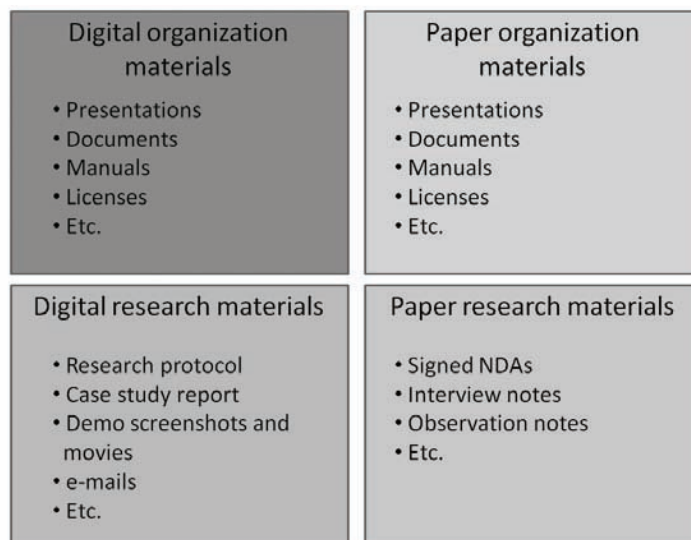 Digital organization
materials
• Presentations
• Documents
• Manuals
• Licenses
• Etc.
Paper organization
materials
• Presentations
• Documents
• Manuals
• Licenses
• Etc.
Digital research materials
• Research protocol
• Case study report
• Demo screenshots and
movies
• e-mails
• Etc.
Paper research materials
• Signed NDAs
• Interview notes
• Observation notes
• Etc.